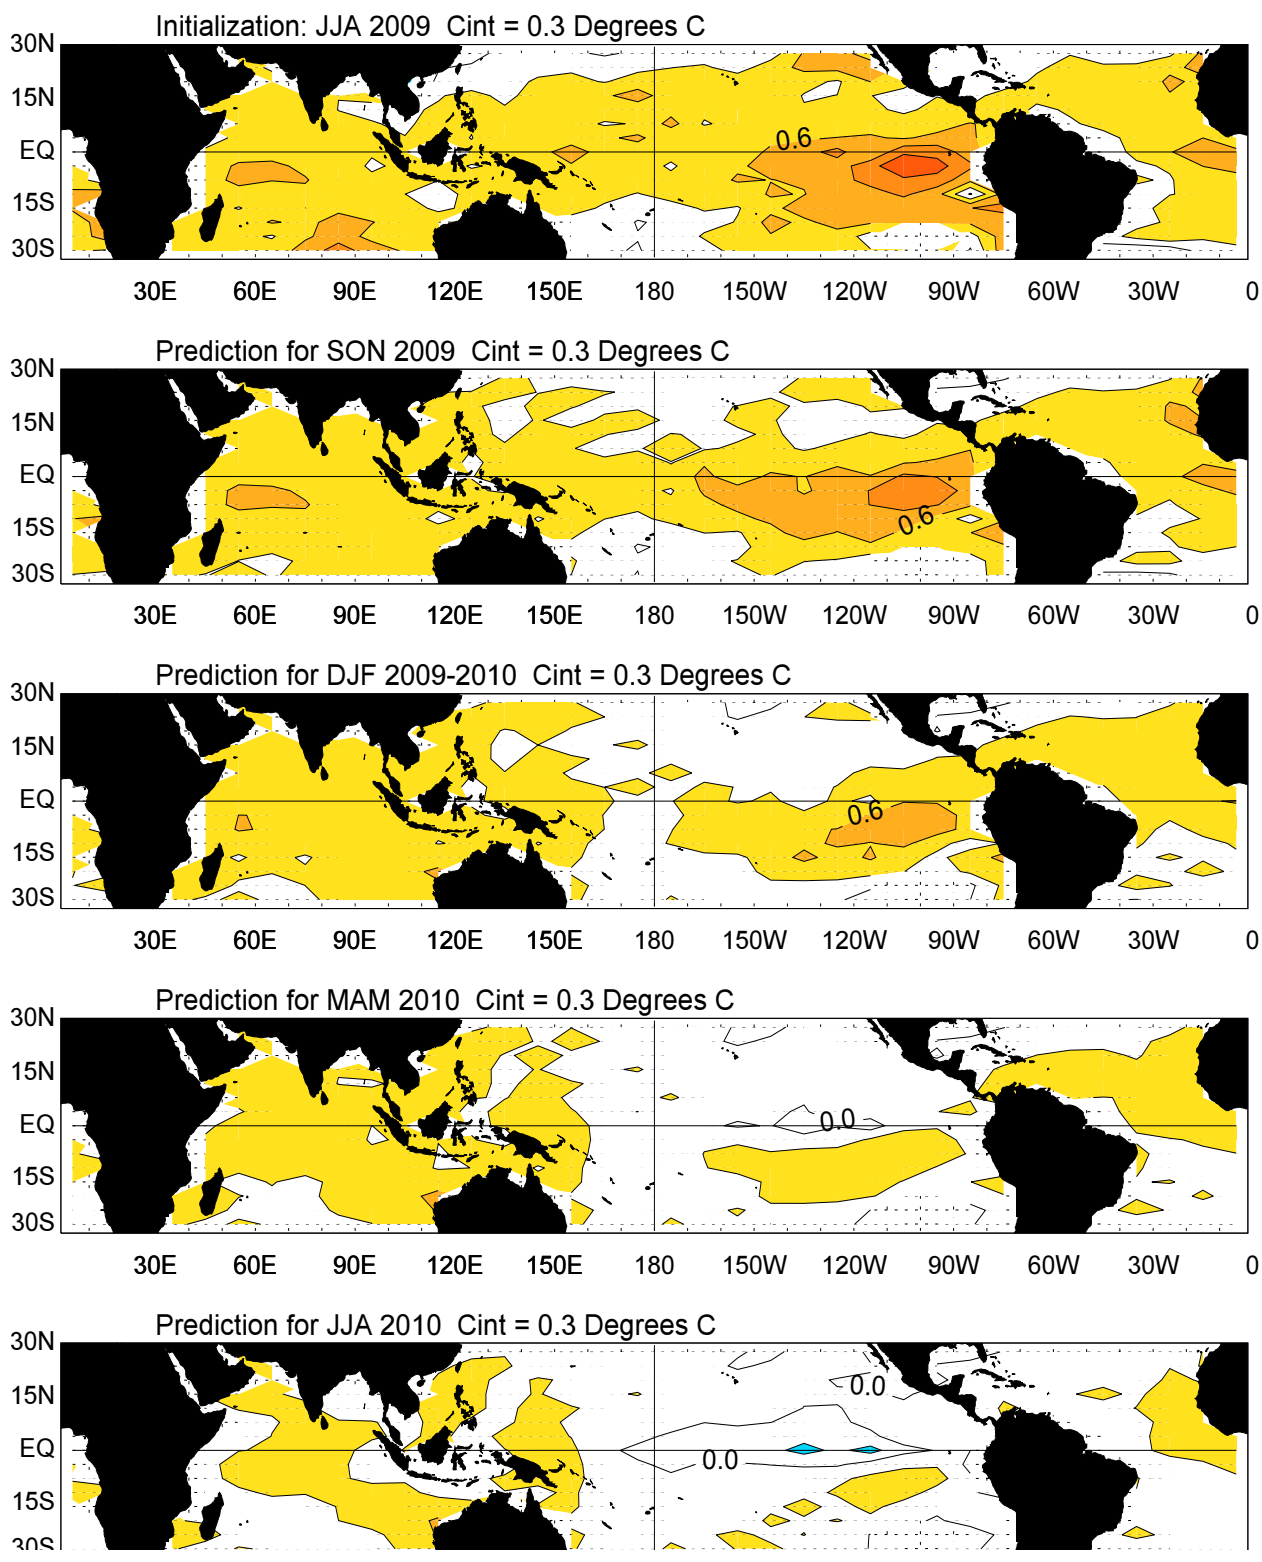 Initialization: JJA 2009  Cint = 0.3 Degrees C
30N
15N
0.6
EQ
15S
30S
30E 60E 90E 120E 150E 180 150W 120W 90W 60W 30W 0
Prediction for SON 2009  Cint = 0.3 Degrees C
30N
15N
EQ
0.6
15S
30S
30E 60E 90E 120E 150E 180 150W 120W 90W 60W 30W 0
Prediction for DJF 2009-2010  Cint = 0.3 Degrees C
30N
15N
EQ
0.6
15S
30S
30E 60E 90E 120E 150E 180 150W 120W 90W 60W 30W 0
Prediction for MAM 2010  Cint = 0.3 Degrees C
30N
15N
0.0
EQ
15S
30S
30E 60E 90E 120E 150E 180 150W 120W 90W 60W 30W 0
Prediction for JJA 2010  Cint = 0.3 Degrees C
30N
0.0
15N
EQ
0.0
15S
30S